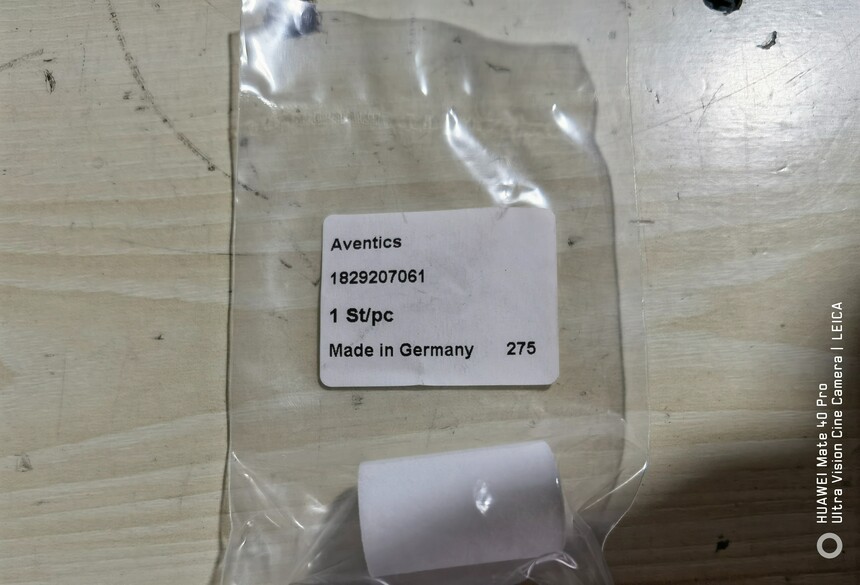 Aventics
1829207061
1 St/pc
Made in Germany 275
HUAWEI Mate 40 Pro
Ultra Vision Cine Camera | LEICA